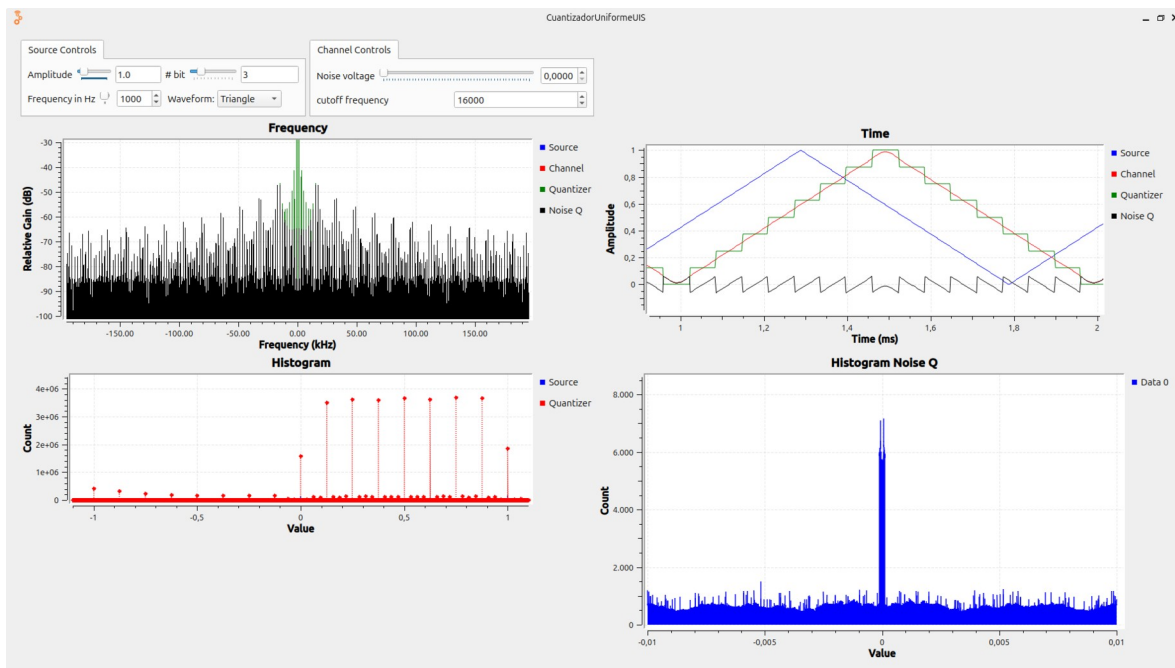 CuantizadorUniformeUIS
Source Controls
Channel Controls
Amplitude 1.0 # bit 3
Noise voltage 0,0000
Frequency in Hz 1000 Waveform: Triangle
cutoff frequency 16000
Frequency
-30
-40
-50
-60
-70
-80
-90
-100
Relative Gain (dB)
-150.00 -100.00 -50.00 0.00 50.00 100.00 150.00
Frequency (kHz)
Source
Channel
Quantizer
Noise Q
Time
1
0,8
0,6
0,4
0,2
0
Amplitude
1 1,2 1,4 1,6 1,8 2
Time (ms)
Source
Channel
Quantizer
Noise Q
Histogram
4e+06
3e+06
2e+06
1e+06
0
Count
-1 -0,5 0 0,5 1
Value
Source
Quantizer
Histogram Noise Q
8.000
6.000
4.000
2.000
0
Count
-0,01 -0,005 0 0,005 0,01
Value
Data 0